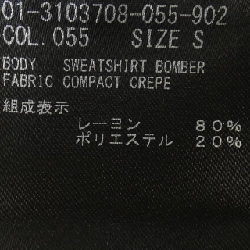 01-3103708-055-902
COL.055 SIZE S
BODY SWEATSHIRT BOMBER
FABRIC COMPACT CREPE
組成表示
レーヨン 80%
ポリエステル 20%